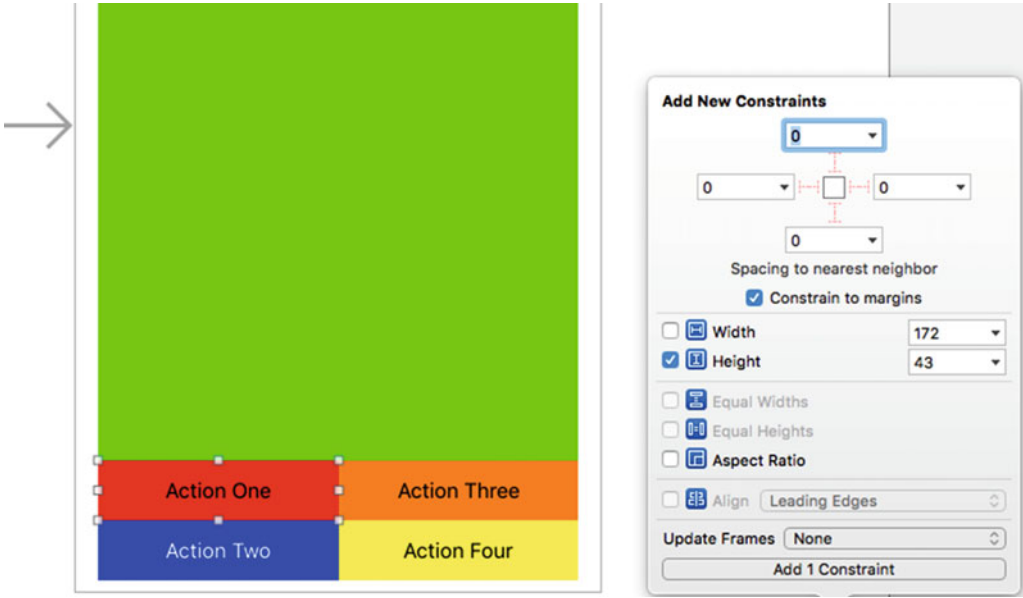 Add New Constraints
0
0 0
0
Spacing to nearest neighbor
Constrain to margins
Width 172
Height 43
Equal Widths
Equal Heights
Aspect Ratio
Align Leading Edges
Update Frames None
Add 1 Constraint
Action One Action Three
Action Two Action Four